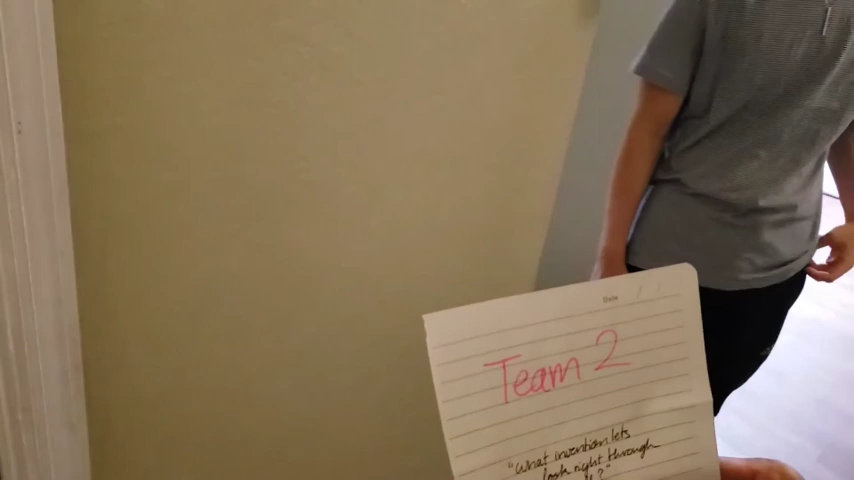 Date
Team 2
"what invention lets
look right through
?"